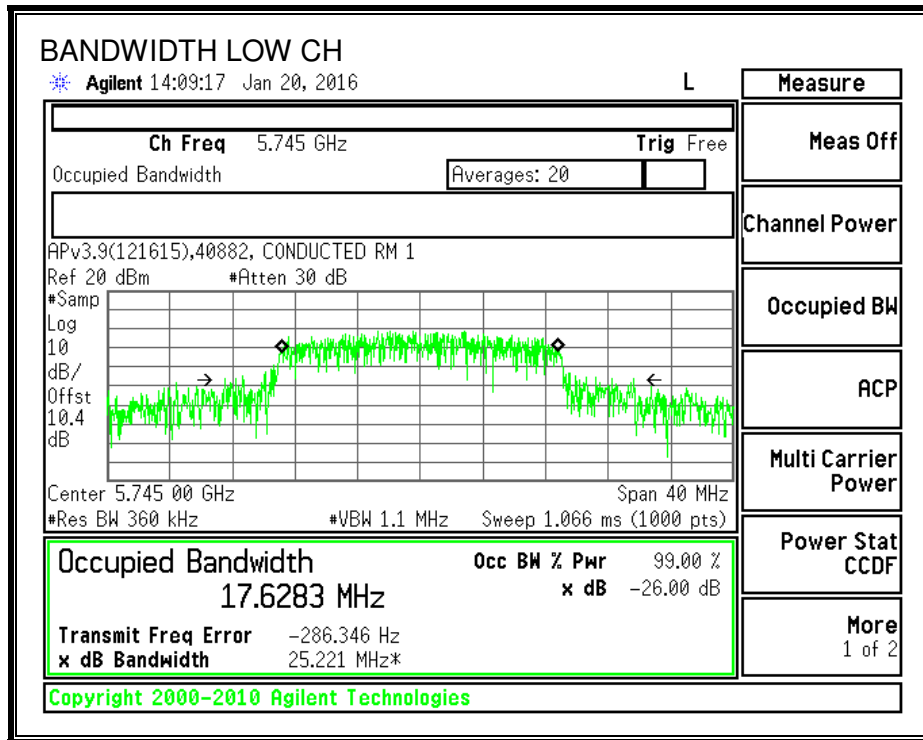 BANDWIDTH LOW CH
Agilent 14:09:17 Jan 20, 2016 L
Ch Freq 5.745 GHz Trig Free
Occupied Bandwidth Averages: 20
APv3.9(121615),40882, CONDUCTED RM 1
Ref 20 dBm #Atten 30 dB
#Samp
Log
10
dB/
Offst
10.4
dB
Center 5.745 00 GHz Span 40 MHz
#Res BW 360 kHz #VBW 1.1 MHz Sweep 1.066 ms (1000 pts)
Occupied Bandwidth Occ BW % Pwr 99.00 %
17.6283 MHz x dB -26.00 dB
Transmit Freq Error -286.346 Hz
x dB Bandwidth 25.221 MHz*
Copyright 2000-2010 Agilent Technologies
Measure
Meas Off
Channel Power
Occupied BW
ACP
Multi Carrier
Power
Power Stat
CCDF
More
1 of 2